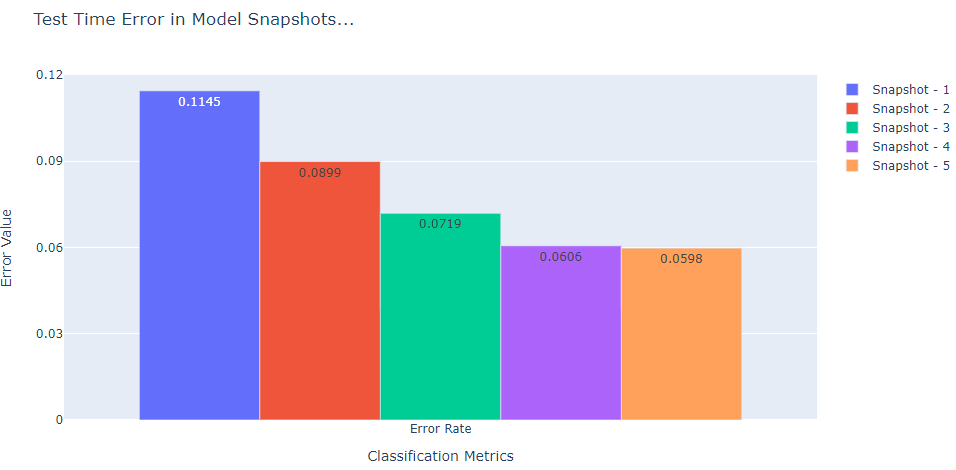 Test Time Error in Model Snapshots...
0.12
0.09
0.06
0.03
0
Error Value
0.1145
0.0899
0.0719
0.0606
0.0598
Error Rate
Classification Metrics
Snapshot - 1
Snapshot - 2
Snapshot - 3
Snapshot - 4
Snapshot - 5